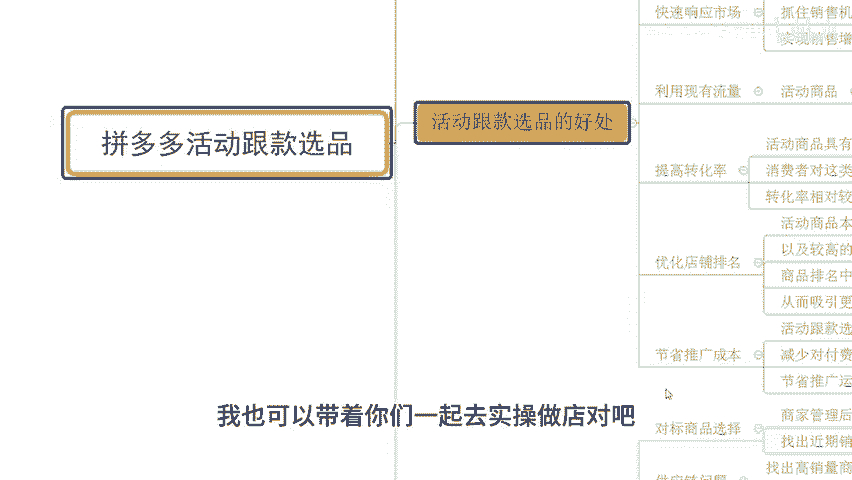 快速响应市场
抓住销售机
实现销售增
利用现有流量
活动商品
拼多多活动跟款选品
活动跟款选品的好处
提高转化率
活动商品具有
消费者对这类
转化率相对较
优化店铺排名
活动商品本
以及较高的
商品排名中
从而吸引更
节省推广成本
活动跟款选
减少对付费
节省推广运
我也可以带着你们一起去实操做店对吧
对标商品选择
商家管理后
找出近期销
找出高销量商